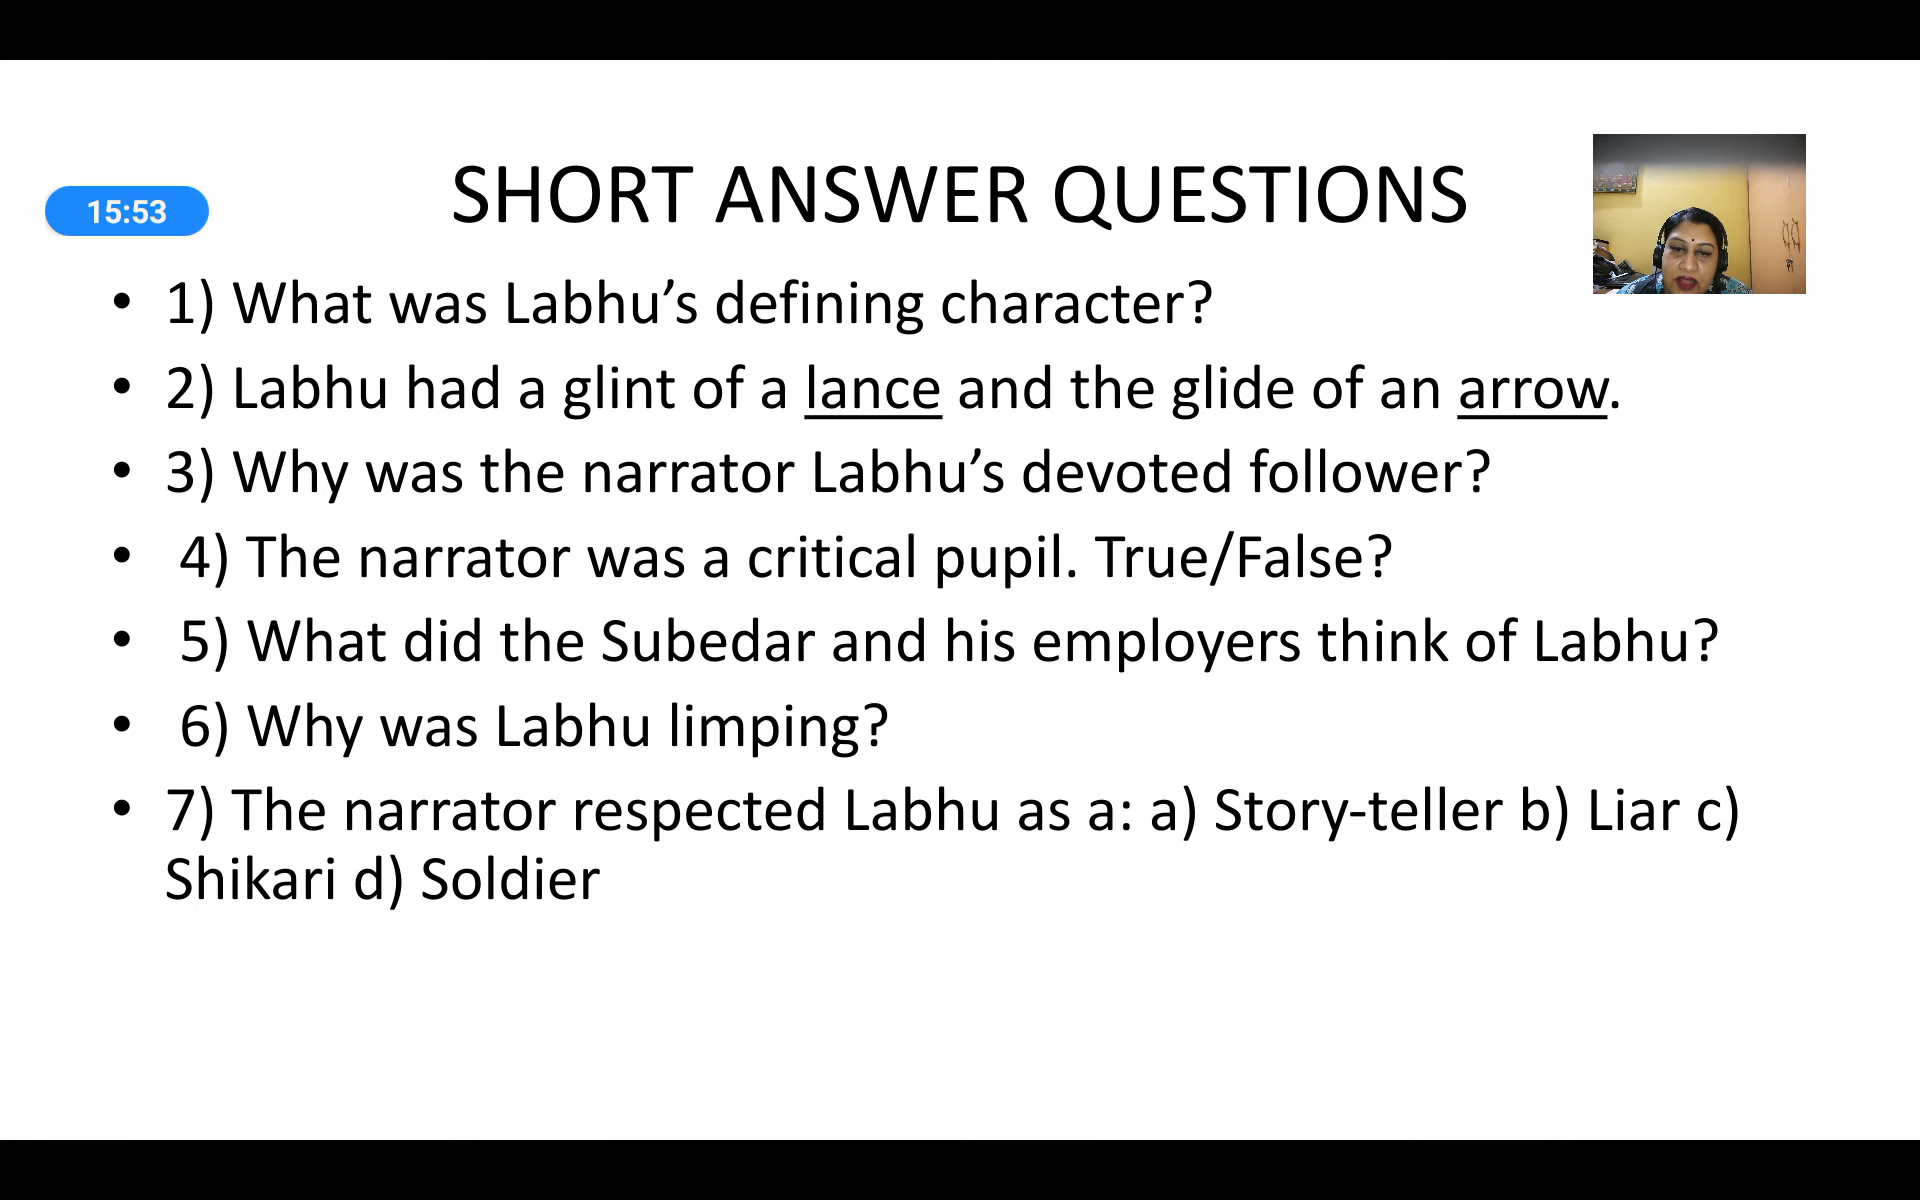 SHORT ANSWER QUESTIONS
15:53
• 1) What was Labhu’s defining character?
• 2) Labhu had a glint of a lance and the glide of an arrow.
• 3) Why was the narrator Labhu’s devoted follower?
• 4) The narrator was a critical pupil. True/False?
• 5) What did the Subedar and his employers think of Labhu?
• 6) Why was Labhu limping?
• 7) The narrator respected Labhu as a: a) Story-teller b) Liar c)
Shikari d) Soldier